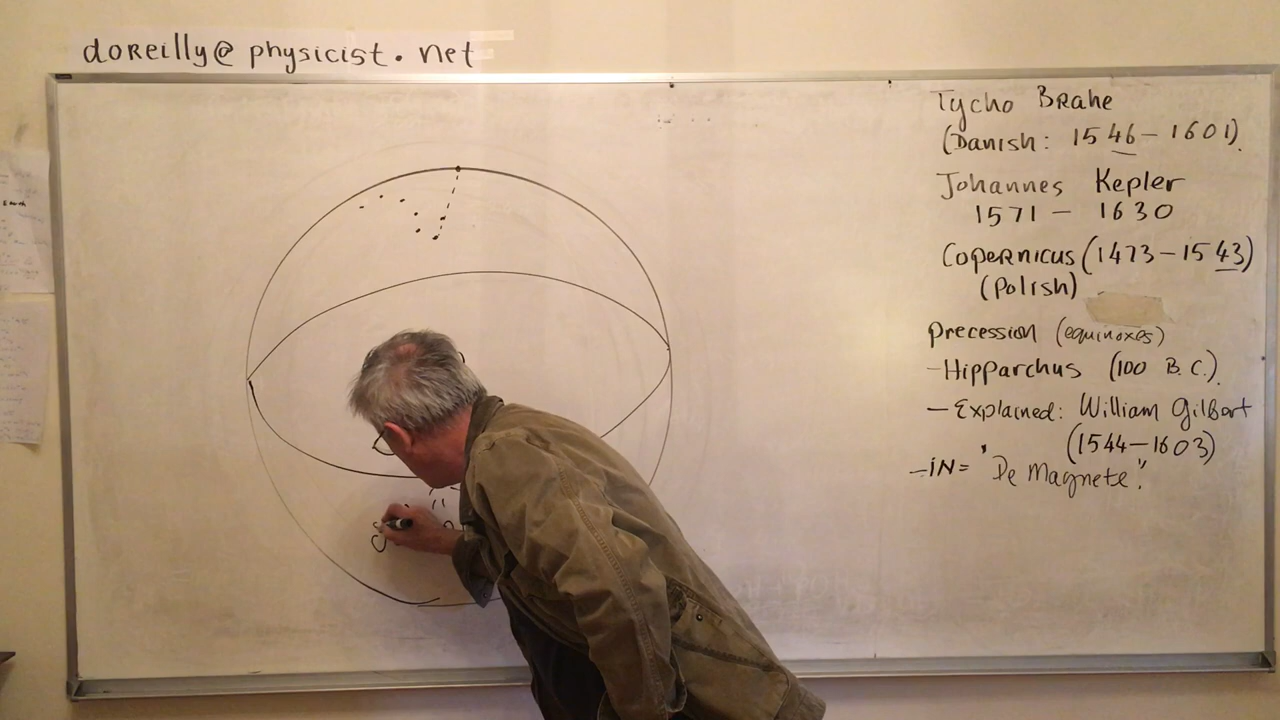 doreilly@physicist.net
Tycho Brahe
(Danish: 1546 – 1601).
Johannes Kepler
1571 – 1630
Copernicus (1473 – 1543)
(Polish)
Precession (equinoxes)
- Hipparchus (100 B.C.).
- Explained: William Gilbert
(1544 – 1603)
- IN = "De Magnete."
Earth